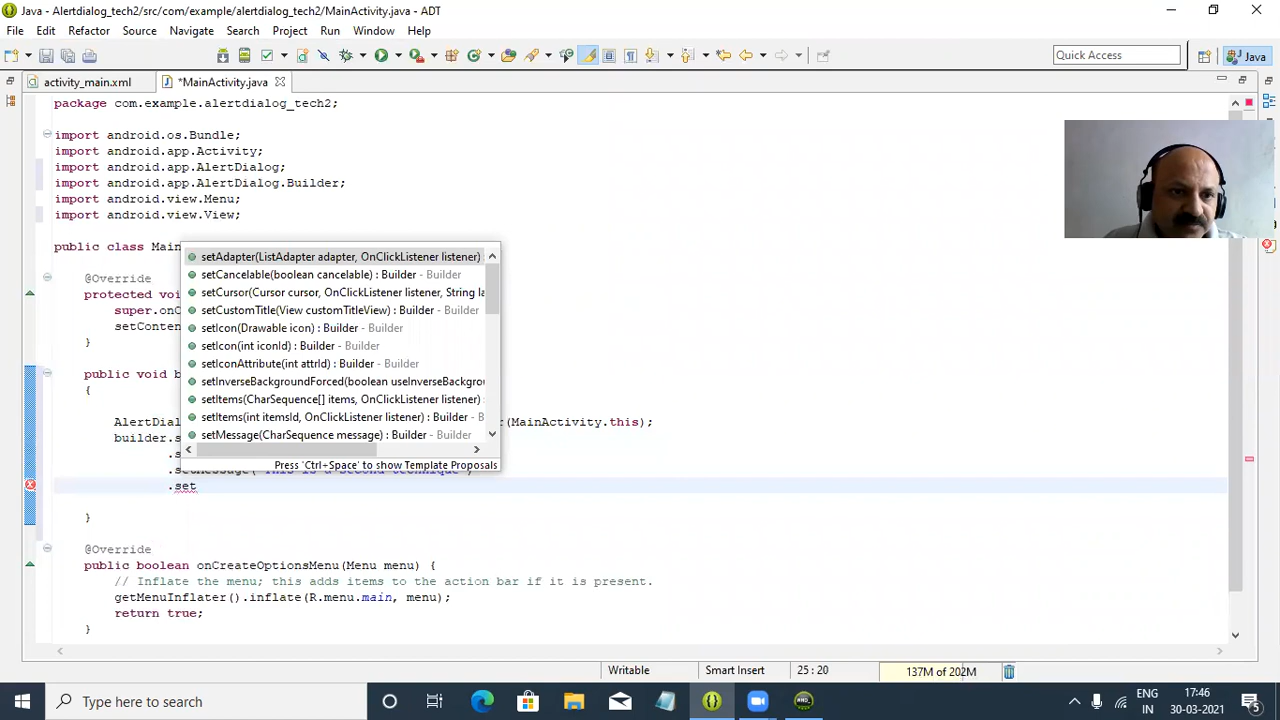 Java - Alertdialog_tech2/src/com/example/alertdialog_tech2/MainActivity.java - ADT
File Edit Refactor Source Navigate Search Project Run Window Help
Quick Access
Java
activity_main.xml
*MainActivity.java
package com.example.alertdialog_tech2;
import android.os.Bundle;
import android.app.Activity;
import android.app.AlertDialog;
import android.app.AlertDialog.Builder;
import android.view.Menu;
import android.view.View;
public class Main
@Override
protected voi
super.onC
setConten
}
public void b
{
AlertDia r(MainActivity.this);
builder.s
.s
.setMessage("This is a second technique")
.set
}
@Override
public boolean onCreateOptionsMenu(Menu menu) {
// Inflate the menu; this adds items to the action bar if it is present.
getMenuInflater().inflate(R.menu.main, menu);
return true;
}
setAdapter(ListAdapter adapter, OnClickListener listener)
setCancelable(boolean cancelable) : Builder - Builder
setCursor(Cursor cursor, OnClickListener listener, String la
setCustomTitle(View customTitleView) : Builder - Builder
setIcon(Drawable icon) : Builder - Builder
setIcon(int iconId) : Builder - Builder
setIconAttribute(int attrId) : Builder - Builder
setInverseBackgroundForced(boolean useInverseBackgrou
setItems(CharSequence[] items, OnClickListener listener)
setItems(int itemsId, OnClickListener listener) : Builder - B
setMessage(CharSequence message) : Builder - Builder
Press 'Ctrl+Space' to show Template Proposals
Writable
Smart Insert
25 : 20
137M of 202M
Type here to search
ENG
IN
17:46
30-03-2021
5